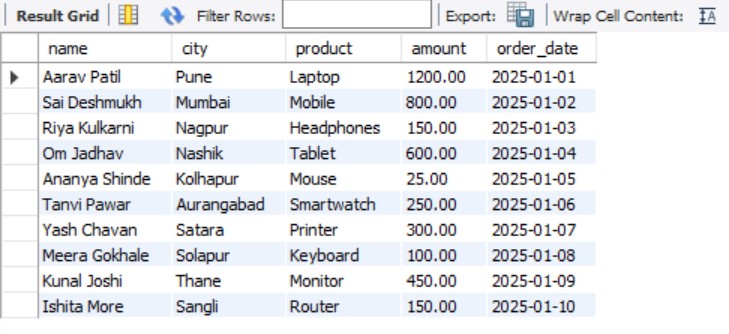 Result Grid Filter Rows: Export: Wrap Cell Content:
name city product amount order_date
Aarav Patil Pune Laptop 1200.00 2025-01-01
Sai Deshmukh Mumbai Mobile 800.00 2025-01-02
Riya Kulkarni Nagpur Headphones 150.00 2025-01-03
Om Jadhav Nashik Tablet 600.00 2025-01-04
Ananya Shinde Kolhapur Mouse 25.00 2025-01-05
Tanvi Pawar Aurangabad Smartwatch 250.00 2025-01-06
Yash Chavan Satara Printer 300.00 2025-01-07
Meera Gokhale Solapur Keyboard 100.00 2025-01-08
Kunal Joshi Thane Monitor 450.00 2025-01-09
Ishita More Sangli Router 150.00 2025-01-10